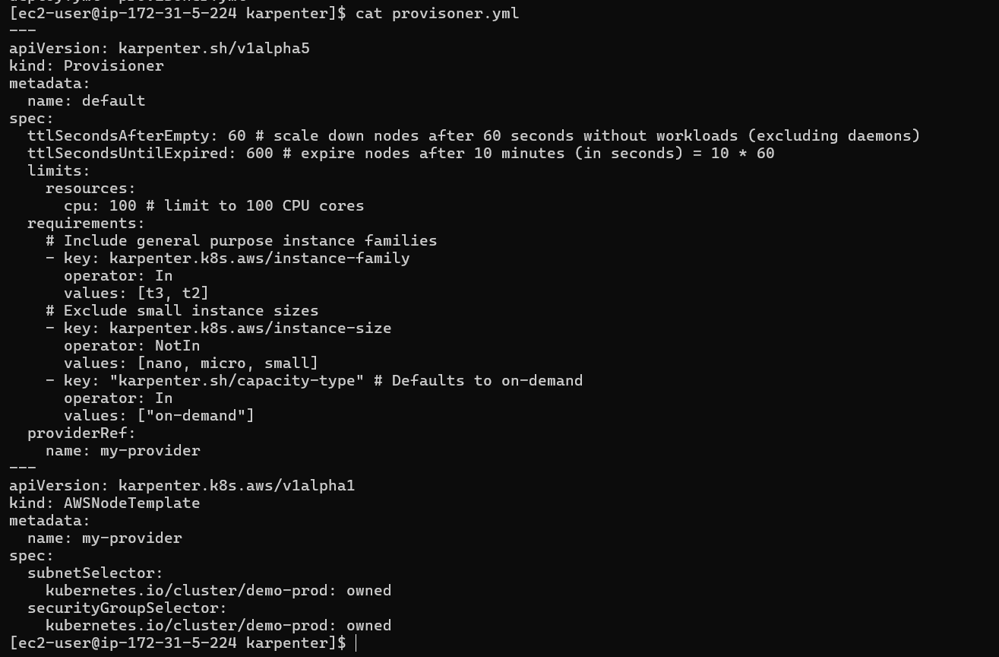 [ec2-user@ip-172-31-5-224 karpenter]$ cat provisoner.yml
---
apiVersion: karpenter.sh/v1alpha5
kind: Provisioner
metadata:
  name: default
spec:
  ttlSecondsAfterEmpty: 60 # scale down nodes after 60 seconds without workloads (excluding daemons)
  ttlSecondsUntilExpired: 600 # expire nodes after 10 minutes (in seconds) = 10 * 60
  limits:
    resources:
      cpu: 100 # limit to 100 CPU cores
  requirements:
    # Include general purpose instance families
    - key: karpenter.k8s.aws/instance-family
      operator: In
      values: [t3, t2]
    # Exclude small instance sizes
    - key: karpenter.k8s.aws/instance-size
      operator: NotIn
      values: [nano, micro, small]
    - key: "karpenter.sh/capacity-type" # Defaults to on-demand
      operator: In
      values: ["on-demand"]
  providerRef:
    name: my-provider
---
apiVersion: karpenter.k8s.aws/v1alpha1
kind: AWSNodeTemplate
metadata:
  name: my-provider
spec:
  subnetSelector:
    kubernetes.io/cluster/demo-prod: owned
  securityGroupSelector:
    kubernetes.io/cluster/demo-prod: owned
[ec2-user@ip-172-31-5-224 karpenter]$